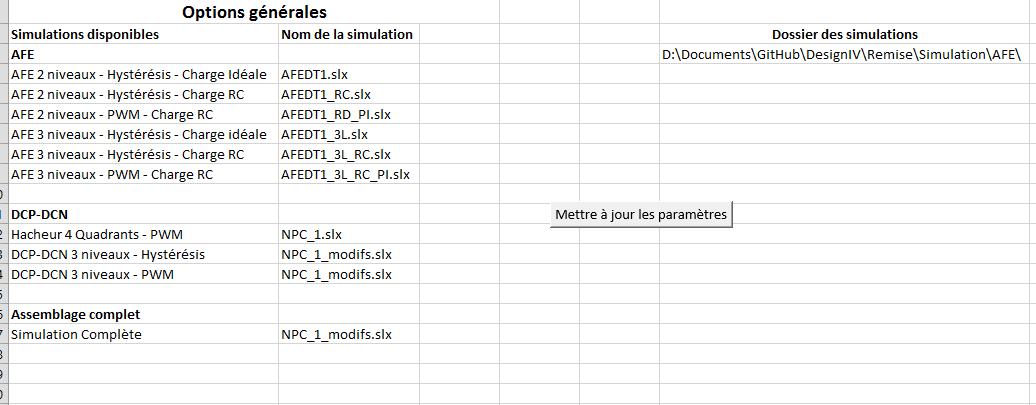 Options générales
Simulations disponibles Nom de la simulation Dossier des simulations
AFE D:\Documents\GitHub\DesignIV\Remise\Simulation\AFE\
AFE 2 niveaux - Hystérésis - Charge Idéale AFEDT1.slx
AFE 2 niveaux - Hystérésis - Charge RC AFEDT1_RC.slx
AFE 2 niveaux - PWM - Charge RC AFEDT1_RD_PI.slx
AFE 3 niveaux - Hystérésis - Charge idéale AFEDT1_3L.slx
AFE 3 niveaux - Hystérésis - Charge RC AFEDT1_3L_RC.slx
AFE 3 niveaux - PWM - Charge RC AFEDT1_3L_RC_PI.slx
DCP-DCN Mettre à jour les paramètres
Hacheur 4 Quadrants - PWM NPC_1.slx
DCP-DCN 3 niveaux - Hystérésis NPC_1_modifs.slx
DCP-DCN 3 niveaux - PWM NPC_1_modifs.slx
Assemblage complet
Simulation Complète NPC_1_modifs.slx